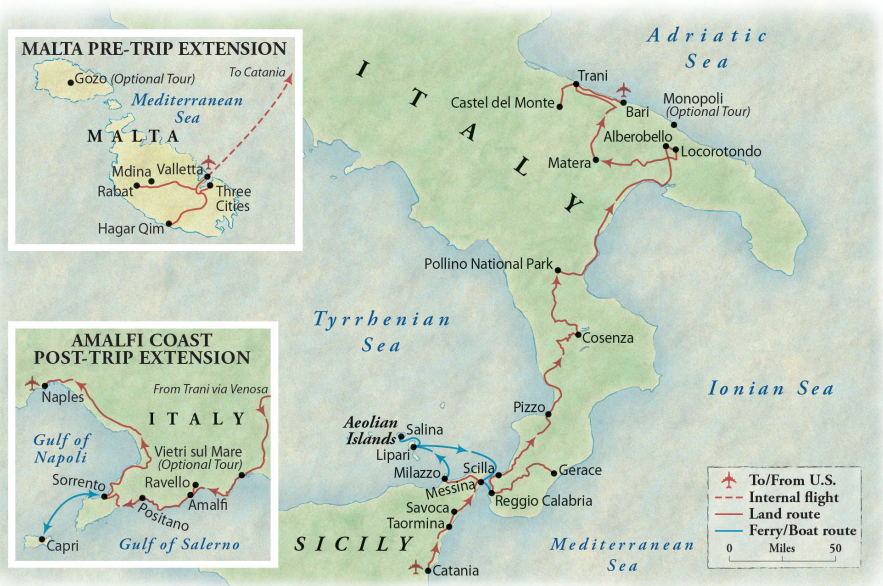 MALTA PRE-TRIP EXTENSION
Gozo (Optional Tour)
To Catania
Mediterranean
Sea
MALTA
Mdina
Valletta
Rabat
Three
Cities
Hagar Qim
AMALFI COAST
POST-TRIP EXTENSION
Naples
From Trani via Venosa
ITALY
Gulf of
Napoli
Vietri sul Mare
(Optional Tour)
Sorrento
Ravello
Amalfi
Positano
Capri
Gulf of Salerno
Adriatic
Sea
ITALY
Trani
Castel del Monte
Bari
Monopoli
(Optional Tour)
Alberobello
Locorotondo
Matera
Pollino National Park
Tyrrhenian
Sea
Cosenza
Ionian Sea
Pizzo
Aeolian
Islands
Salina
Lipari
Milazzo
Scilla
Gerace
Messina
Reggio Calabria
Savoca
Taormina
SICILY
Catania
Mediterranean
Sea
To/From U.S.
Internal flight
Land route
Ferry/Boat route
0 Miles 50